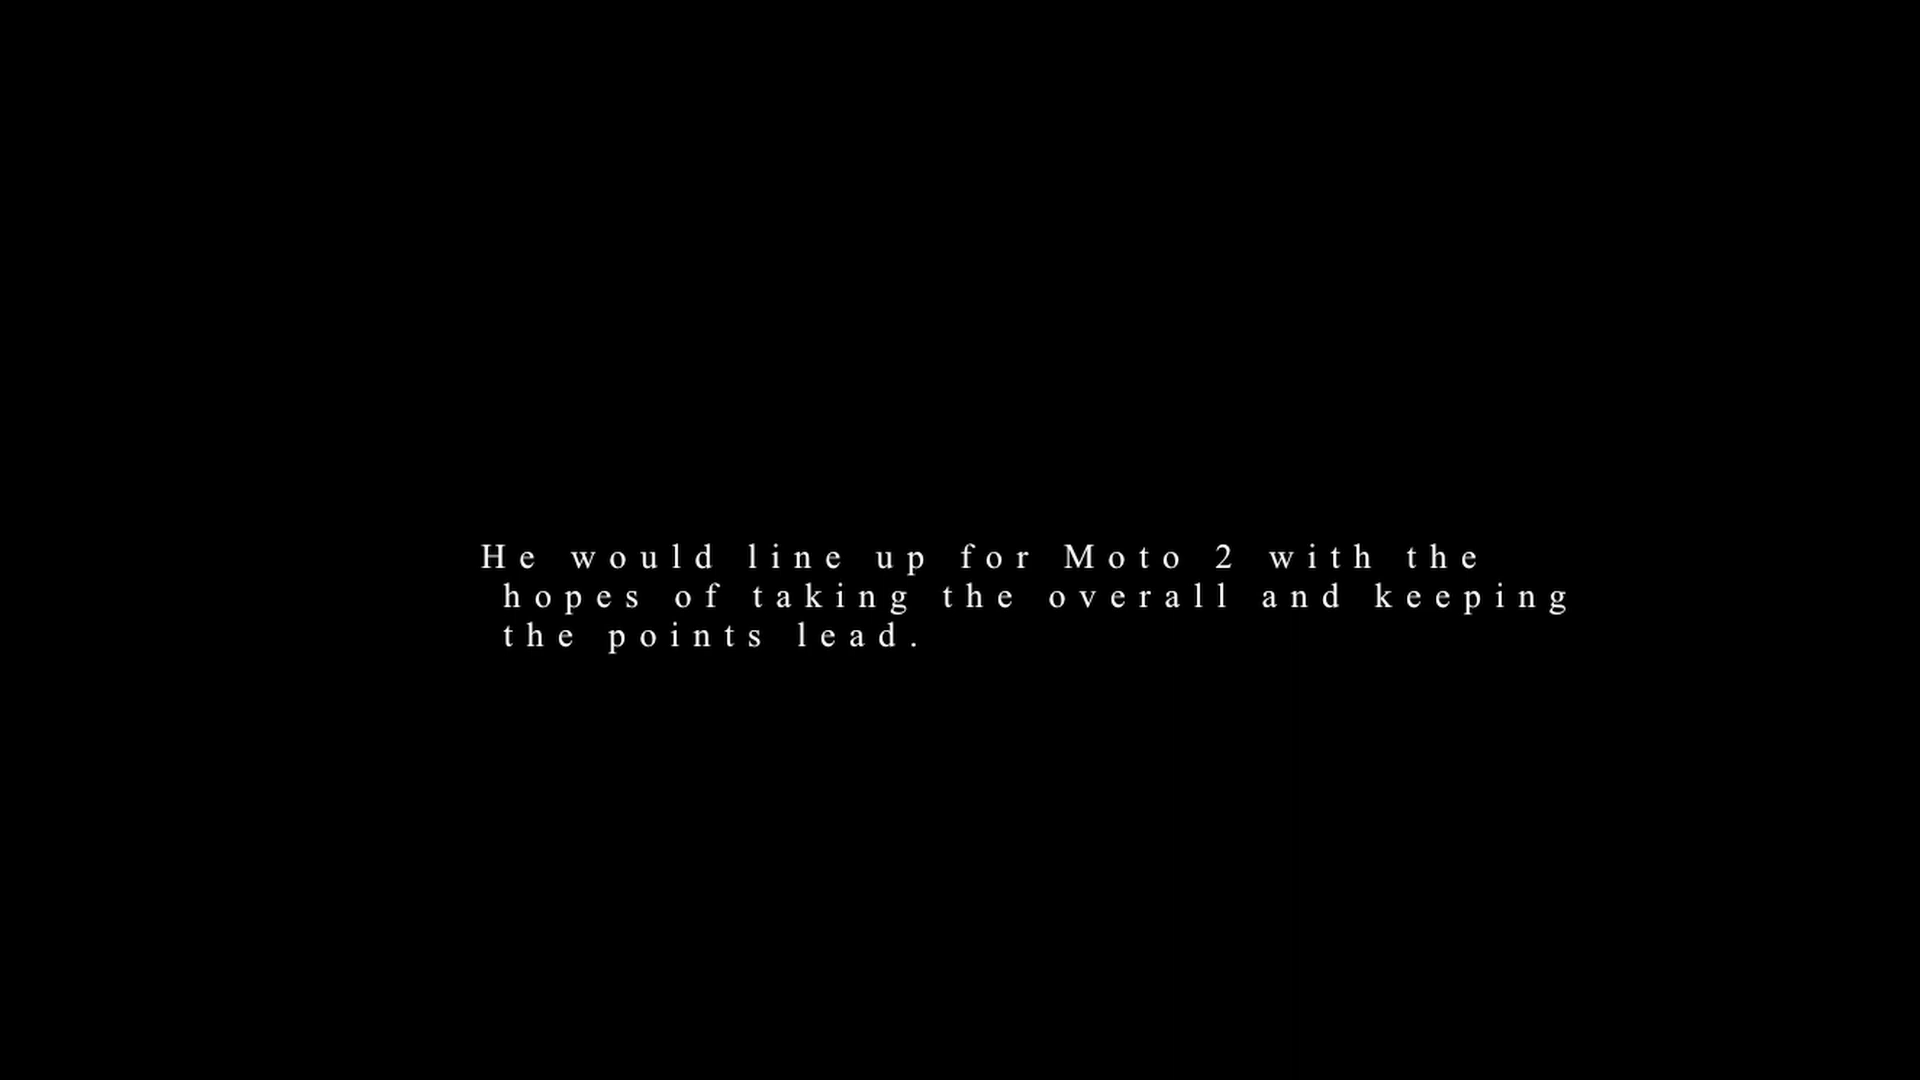 He would line up for Moto 2 with the
hopes of taking the overall and keeping
the points lead.